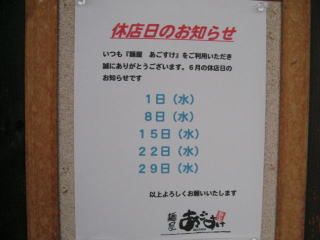 休店日のお知らせ
いつも『麺屋 あごすけ』をご利用いただき
誠にありがとうございます。6月の休店日の
お知らせです
1日（水）
8日（水）
15日（水）
22日（水）
29日（水）
以上よろしくお願いいたします
麺屋 あごすけ